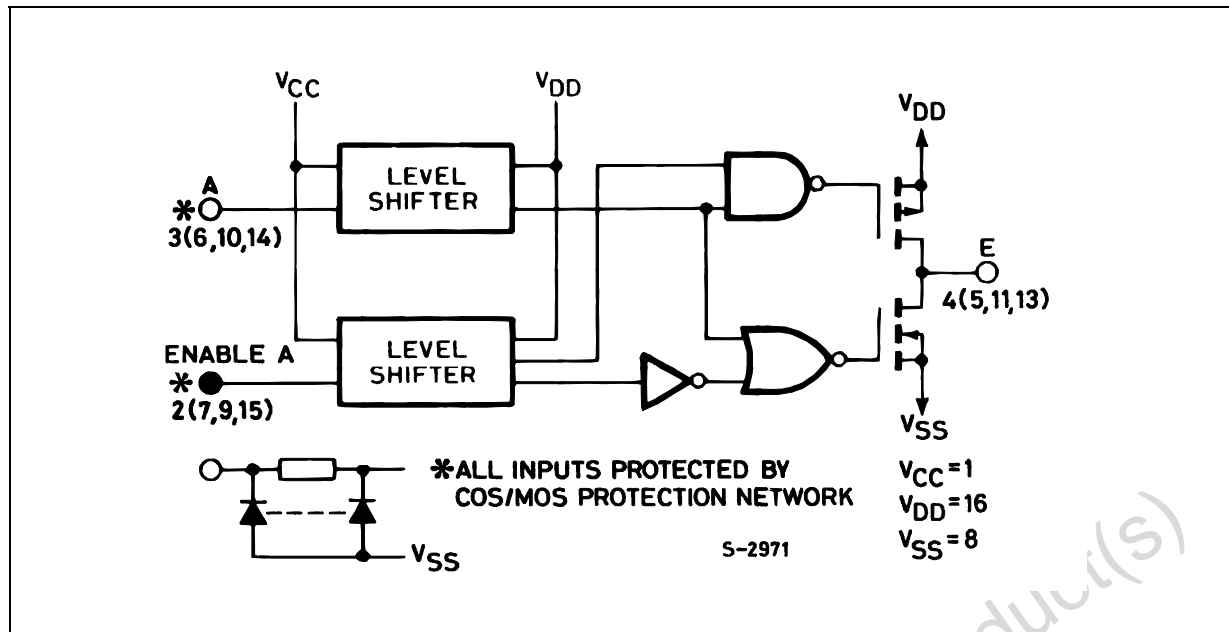 VCC
VDD
VDD
LEVEL
SHIFTER
A
*
3(6,10,14)
E
4(5,11,13)
LEVEL
SHIFTER
ENABLE A
*
2(7,9,15)
VSS
*ALL INPUTS PROTECTED BY
COS/MOS PROTECTION NETWORK
VCC=1
VDD=16
VSS=8
VSS
S-2971
duct(s)